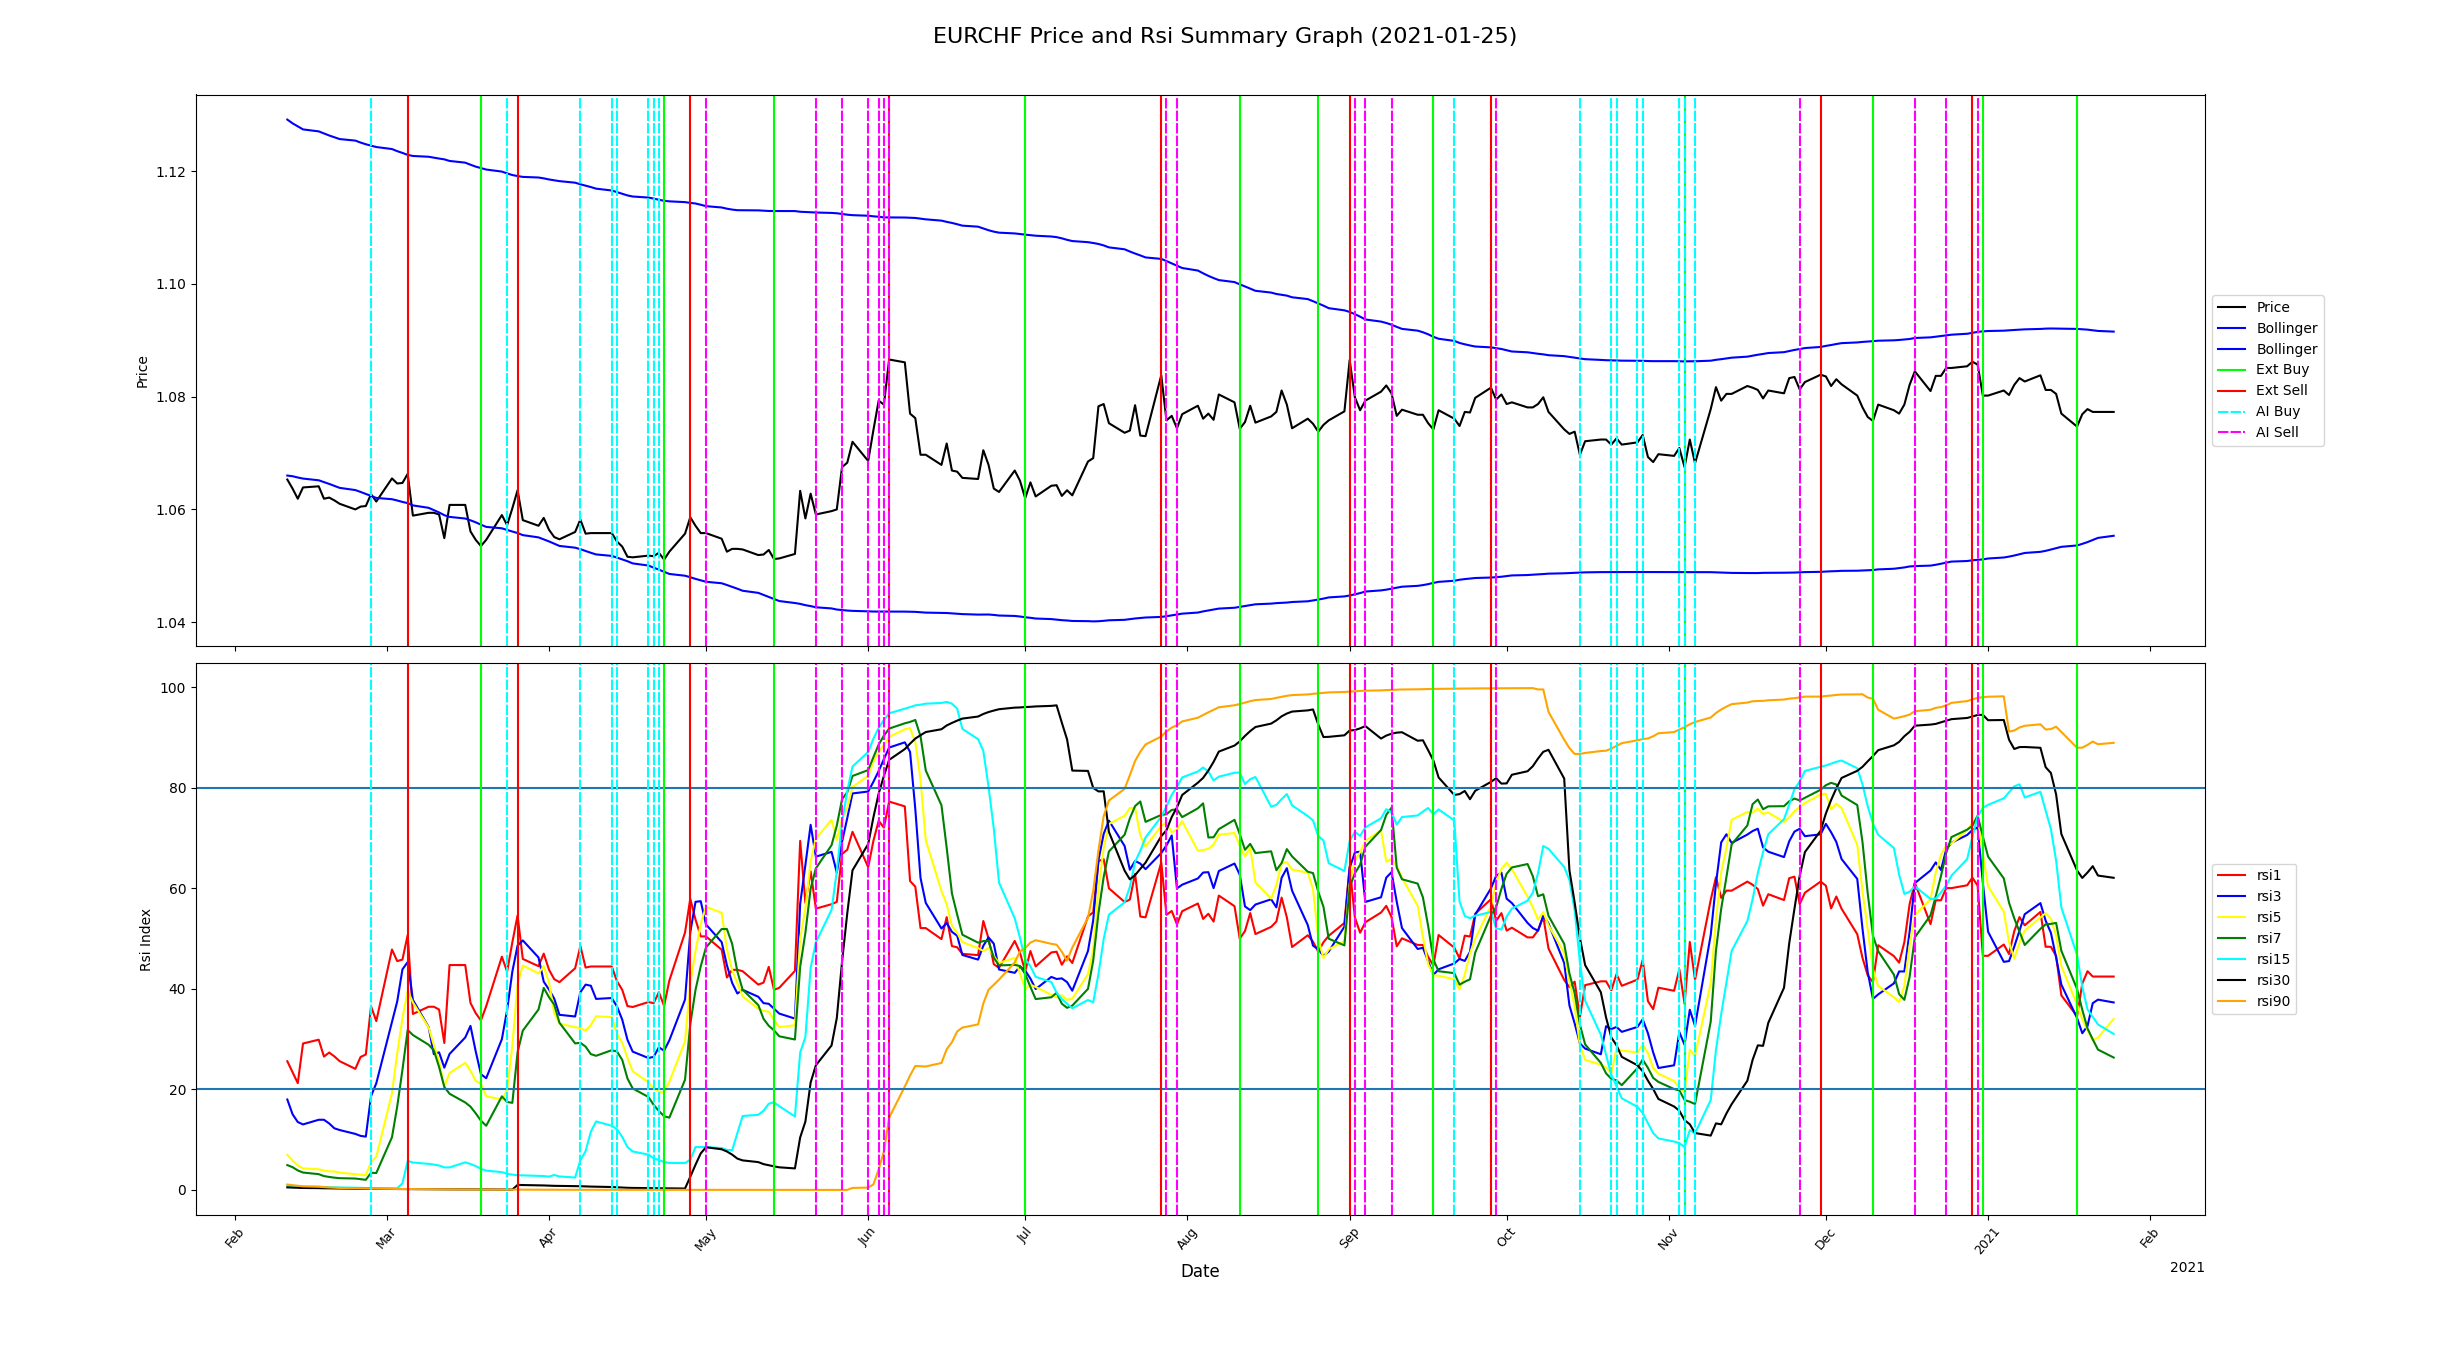 EURCHF Price and Rsi Summary Graph (2021-01-25)
1.12
1.10
1.08
1.06
1.04
Price
Price
Bollinger
Bollinger
Ext Buy
Ext Sell
AI Buy
AI Sell
100
80
60
40
20
0
Rsi Index
rsi1
rsi3
rsi5
rsi7
rsi15
rsi30
rsi90
Feb
Mar
Apr
May
Jun
Jul
Aug
Sep
Oct
Nov
Dec
2021
Feb
Date
2021